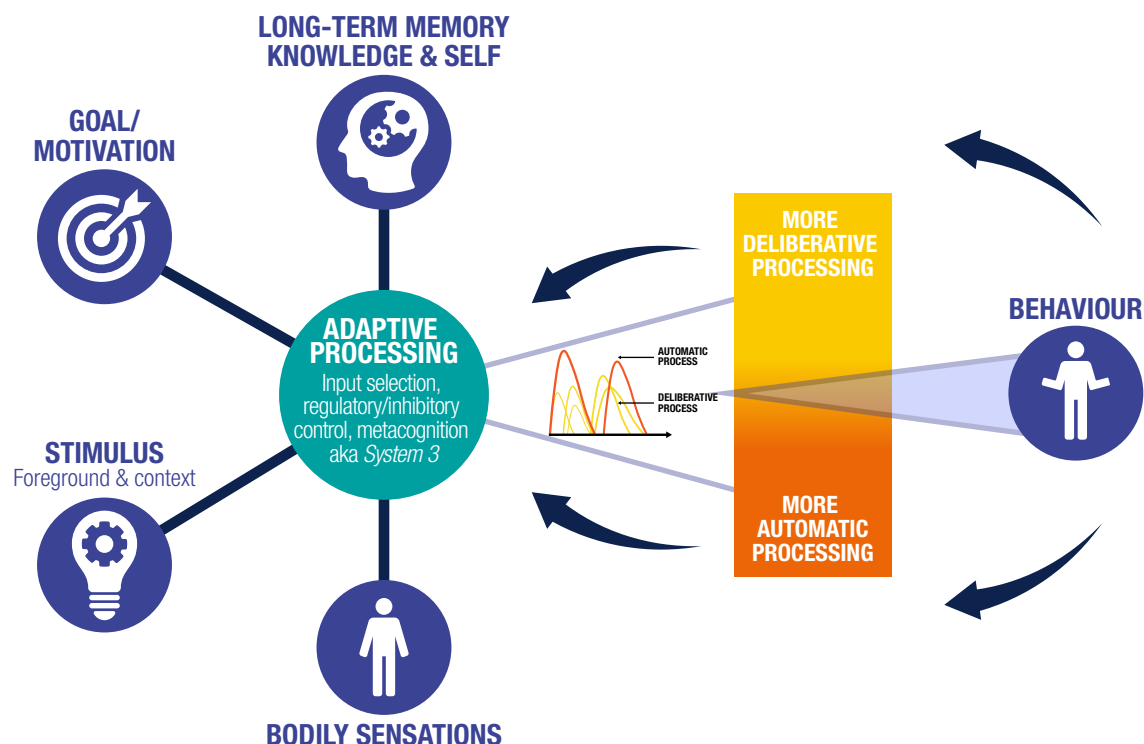 LONG-TERM MEMORY
KNOWLEDGE & SELF
GOAL/
MOTIVATION
STIMULUS
Foreground & context
BODILY SENSATIONS
ADAPTIVE
PROCESSING
Input selection,
regulatory/inhibitory
control, metacognition
aka System 3
AUTOMATIC
PROCESS
DELIBERATIVE
PROCESS
MORE
DELIBERATIVE
PROCESSING
MORE
AUTOMATIC
PROCESSING
BEHAVIOUR